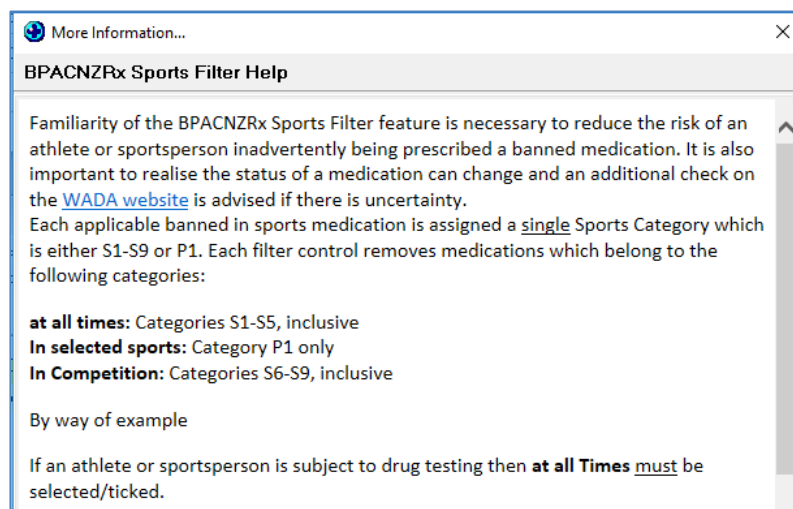 More Information...
BPACNZRx Sports Filter Help
Familiarity of the BPACNZRx Sports Filter feature is necessary to reduce the risk of an
athlete or sportsperson inadvertently being prescribed a banned medication. It is also
important to realise the status of a medication can change and an additional check on
the WADA website is advised if there is uncertainty.
Each applicable banned in sports medication is assigned a single Sports Category which
is either S1-S9 or P1. Each filter control removes medications which belong to the
following categories:
at all times: Categories S1-S5, inclusive
In selected sports: Category P1 only
In Competition: Categories S6-S9, inclusive
By way of example
If an athlete or sportsperson is subject to drug testing then at all Times must be
selected/ticked.